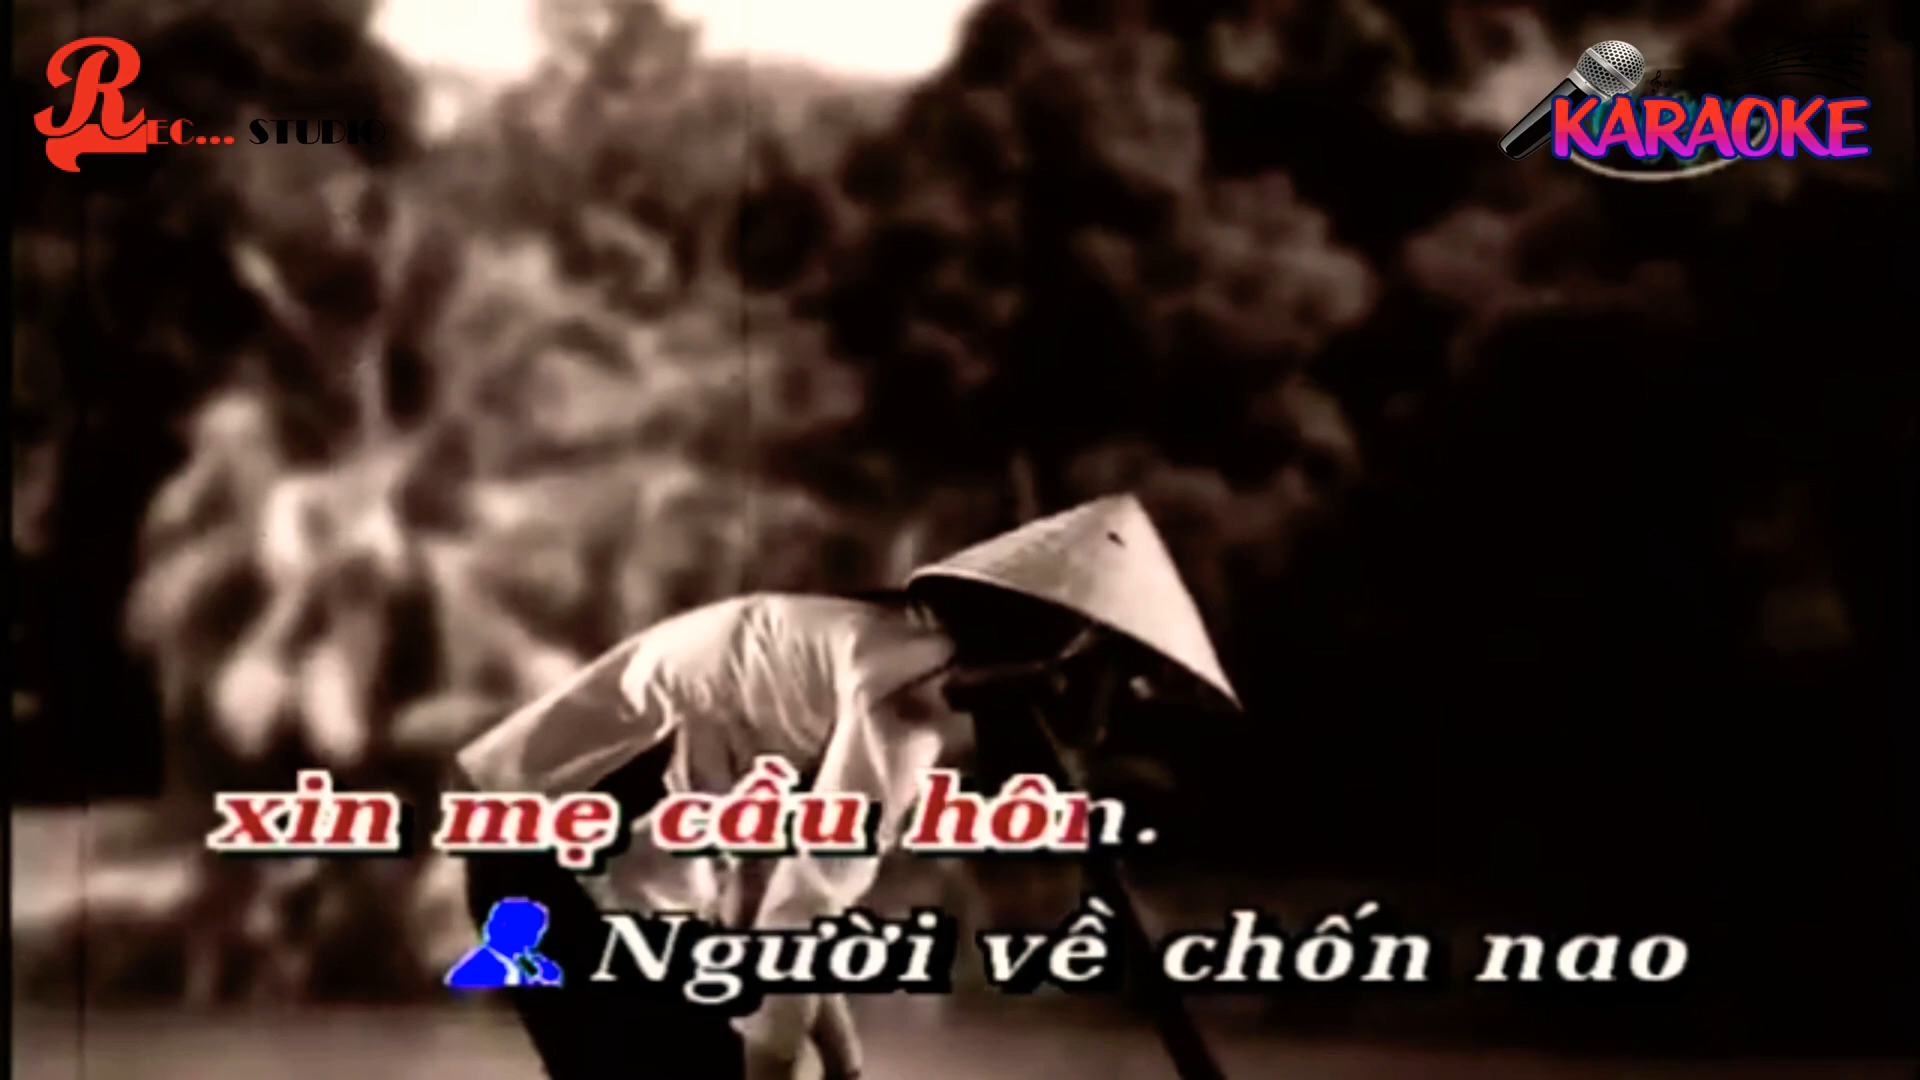 Rec... STUDIO
KARAOKE
xin mẹ cầu hôn.
Người về chốn nao